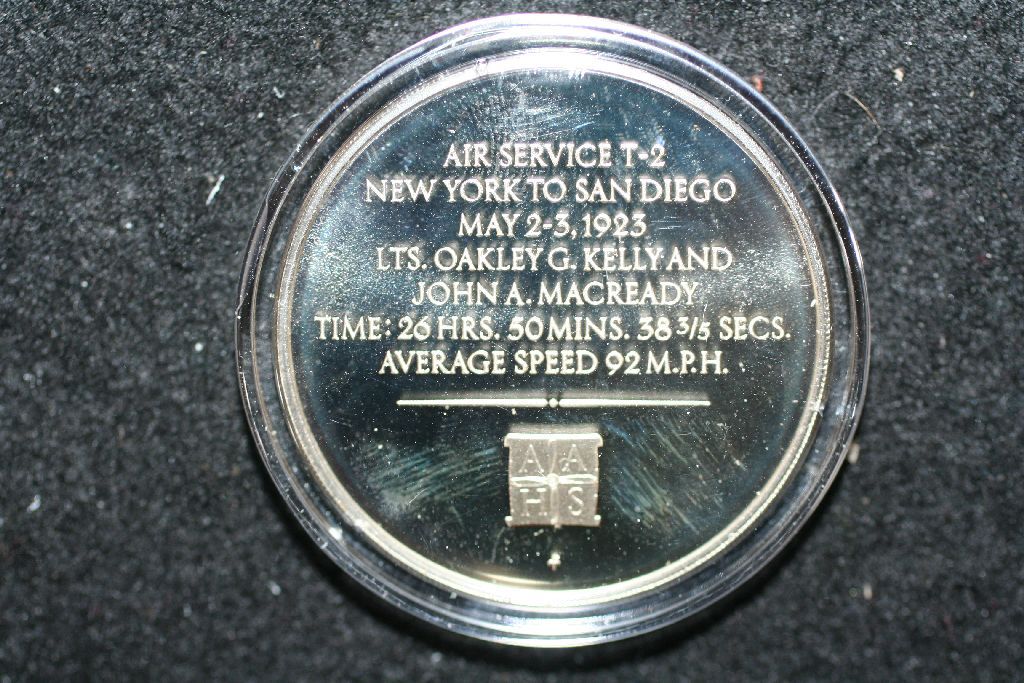 AIR SERVICE T-2
NEW YORK TO SAN DIEGO
MAY 2-3, 1923
LTS. OAKLEY G. KELLY AND
JOHN A. MACREADY
TIME: 26 HRS. 50 MINS. 38 3/5 SECS.
AVERAGE SPEED 92 M.P.H.
A A
H S